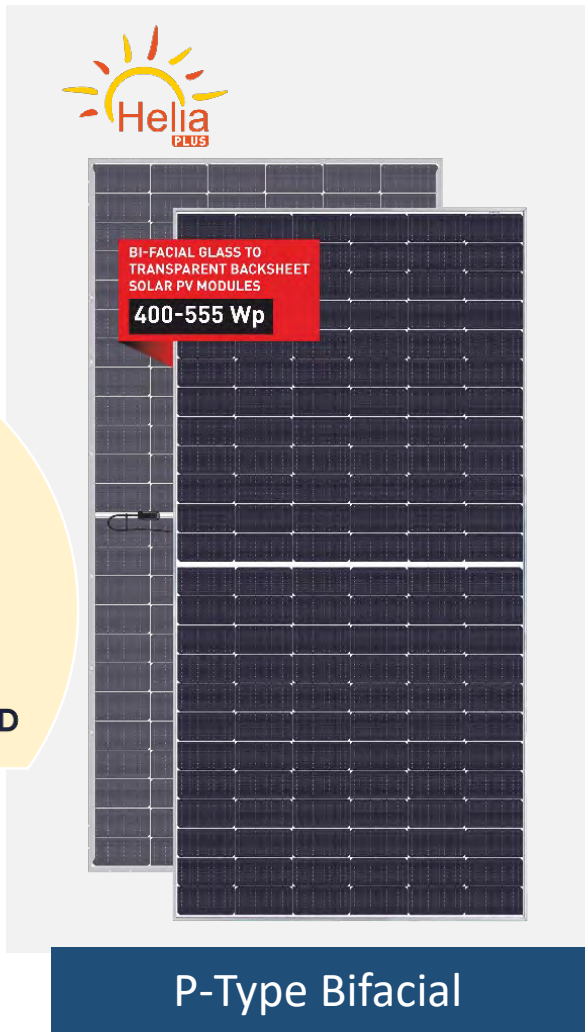 Helia
PLUS
BI-FACIAL GLASS TO
TRANSPARENT BACKSHEET
SOLAR PV MODULES
400-555 Wp
D
P-Type Bifacial